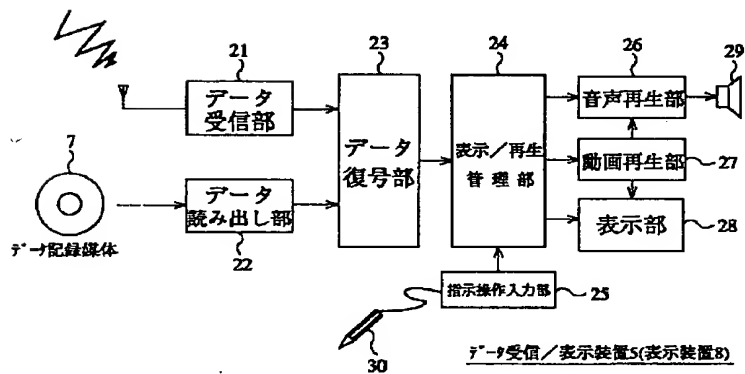 21
データ
受信部
7
データ記録媒体
データ
読み出し部
22
23
データ
復号部
24
表示／再生
管理部
26
音声再生部
29
動画再生部
27
表示部
28
指示操作入力部
25
30
データ受信／表示装置5(表示装置8)